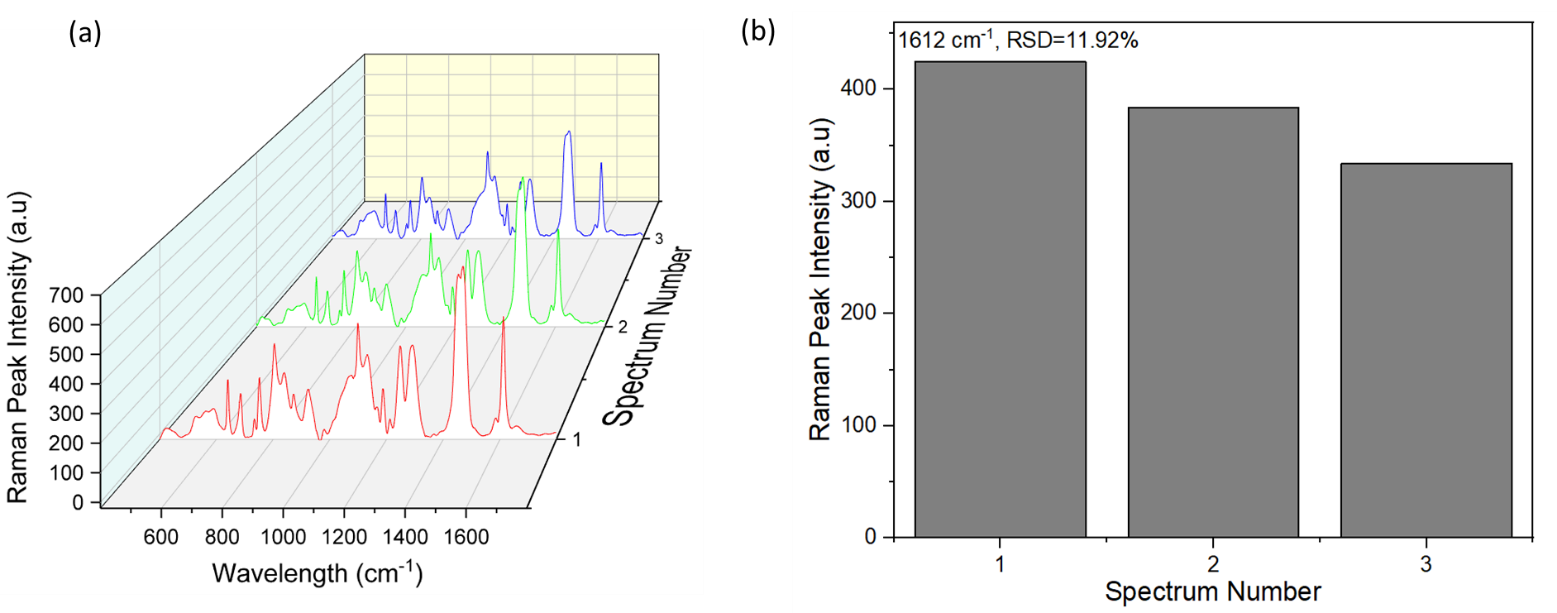 (a)
Raman Peak Intensity (a.u)
700
600
500
400
300
200
100
0
600 800 1000 1200 1400 1600
Wavelength (cm⁻¹)
1
2
3
Spectrum Number
(b)
1612 cm⁻¹, RSD=11.92%
Raman Peak Intensity (a.u)
400
300
200
100
0
1 2 3
Spectrum Number